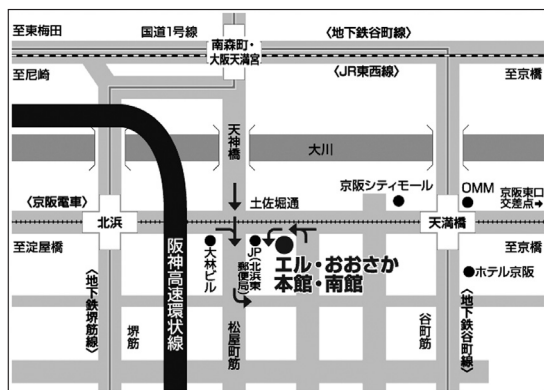 至東梅田
国道1号線
〈地下鉄谷町線〉
南森町・
大阪天満宮
至尼崎
〈JR東西線〉
至京橋
天神橋
大川
京阪シティモール
OMM
京阪東口
交差点→
〈京阪電車〉
土佐堀通
北浜
天満橋
至淀屋橋
阪神高速環状線
大林ビル
JP(北浜東
郵便局)
エル・おおさか
本館・南館
至京橋
ホテル京阪
〈地下鉄堺筋線〉
堺筋
松屋町筋
谷町筋
〈地下鉄谷町線〉